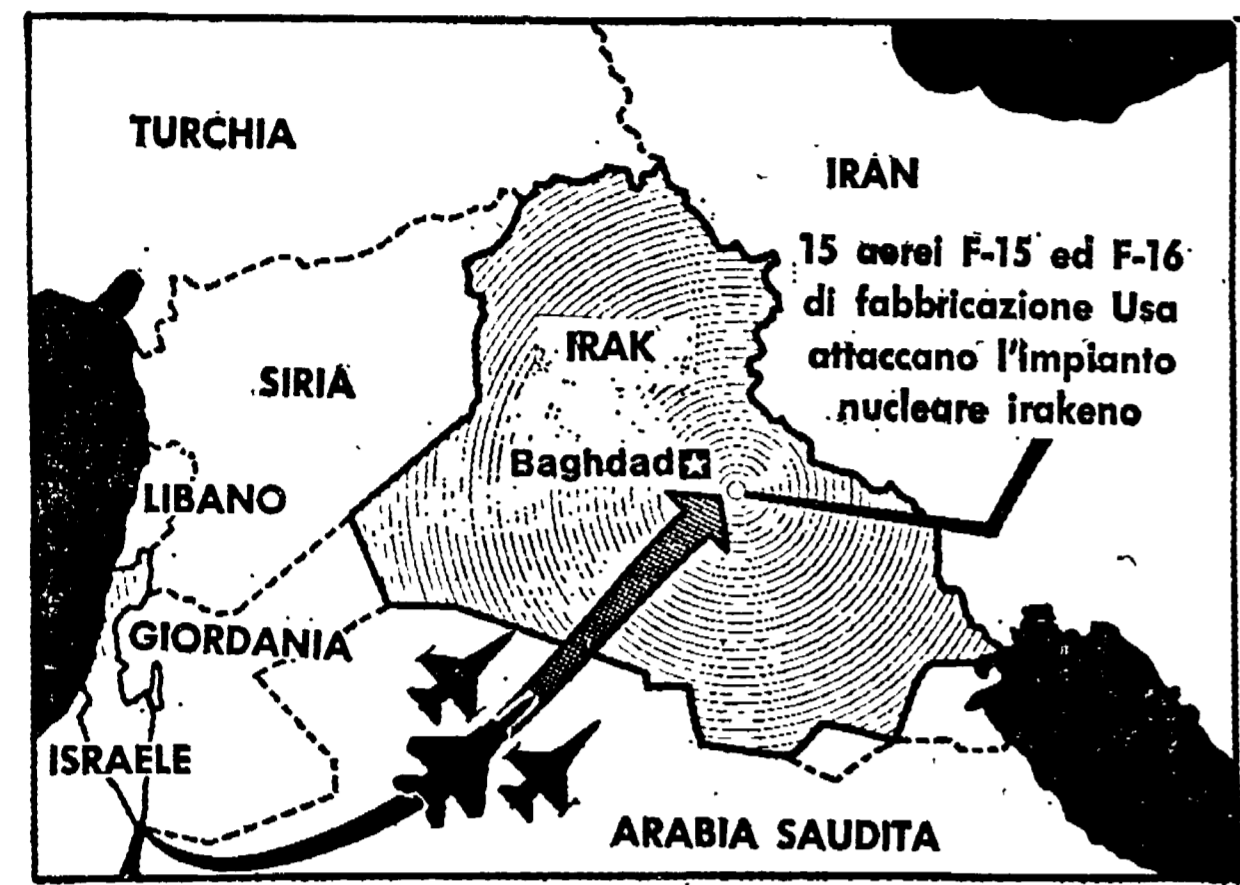 TURCHIA
IRAN
15 aerei F-15 ed F-16
di fabbricazione Usa
attaccano l'impianto
nucleare irakeno
IRAK
SIRIA
Baghdad
LIBANO
GIORDANIA
ISRAELE
ARABIA SAUDITA